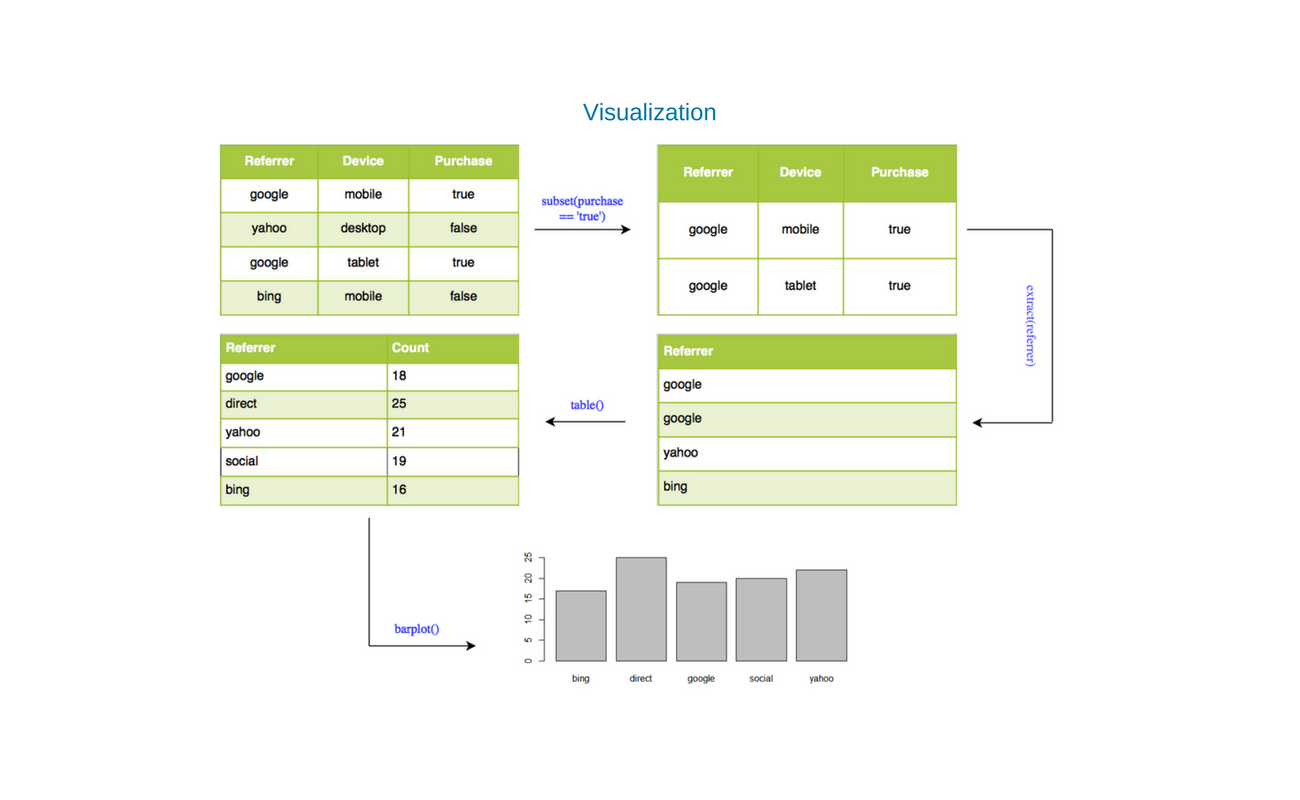 Visualization
Referrer Device Purchase
google mobile true
yahoo desktop false
google tablet true
bing mobile false
subset(purchase
== 'true')
Referrer Device Purchase
google mobile true
google tablet true
extract(referrer)
Referrer
google
google
yahoo
bing
table()
Referrer Count
google 18
direct 25
yahoo 21
social 19
bing 16
barplot()
25
20
15
10
5
0
bing direct google social yahoo